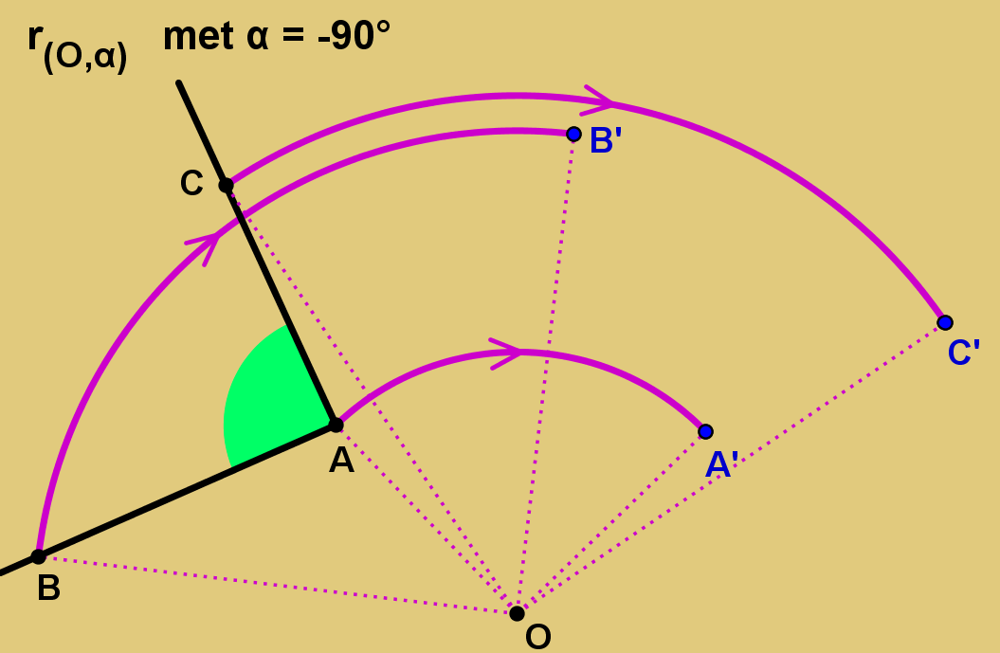 r(O,α) met α = -90°
B'
C
C'
A
A'
B
O